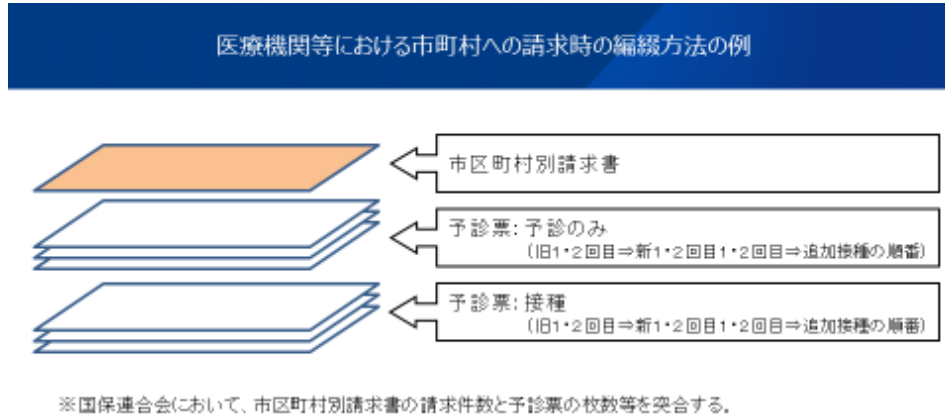 医療機関等における市町村への請求時の編綴方法の例
市区町村別請求書
予診票：予診のみ
（旧1・2回目⇒新1・2回目1・2回目⇒追加接種の順番）
予診票：接種
（旧1・2回目⇒新1・2回目1・2回目⇒追加接種の順番）
※国保連合会において、市区町村別請求書の請求件数と予診票の枚数等を突合する。